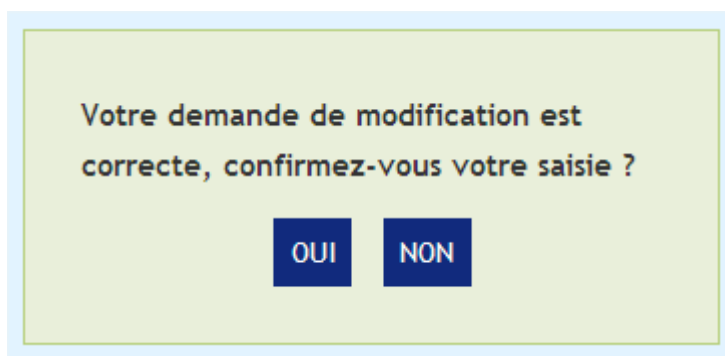 Votre demande de modification est
correcte, confirmez-vous votre saisie ?
OUI NON